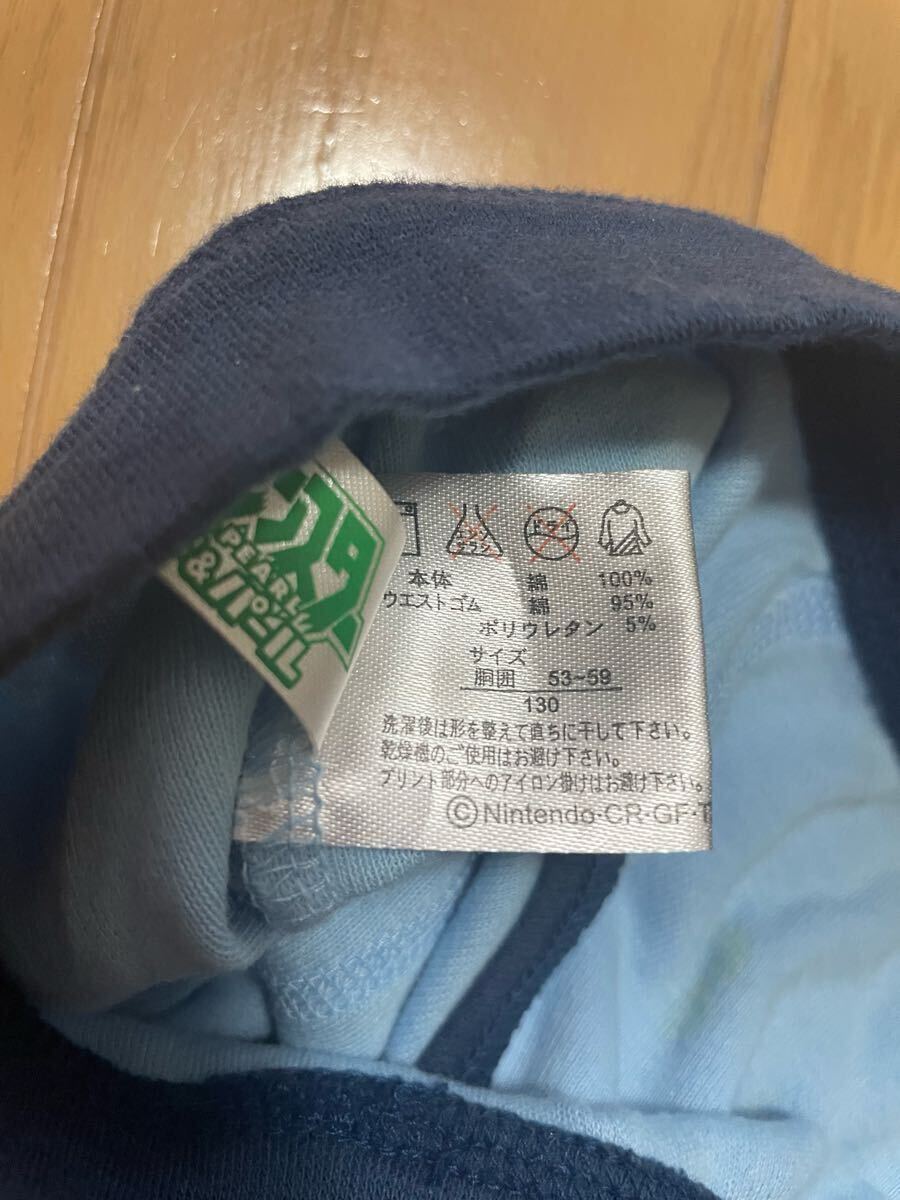 PEARL
&パール
本体 綿 100%
ウエストゴム 綿 95%
ポリウレタン 5%
サイズ
胴囲 53~59
130
洗濯後は形を整えて直ちに干して下さい。
乾燥機のご使用はお避け下さい。
プリント部分へのアイロン掛けはお避け下さい。
©Nintendo·CR·GF·T